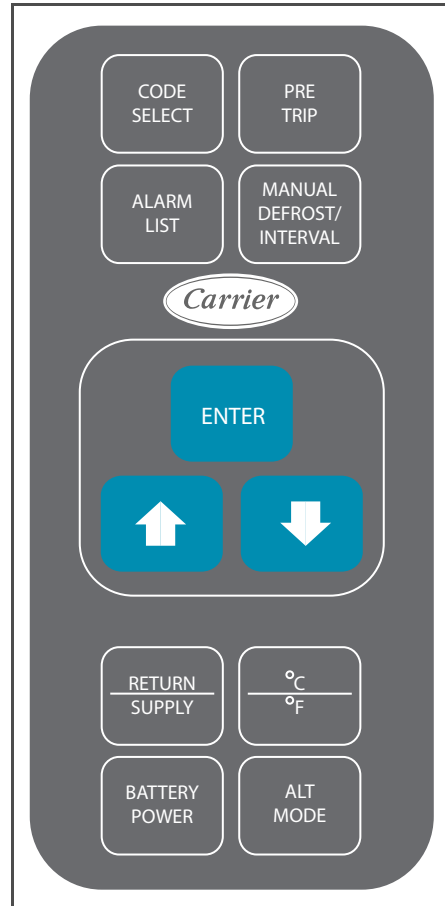 CODE
SELECT
PRE
TRIP
ALARM
LIST
MANUAL
DEFROST/
INTERVAL
Carrier
ENTER
RETURN
SUPPLY
°C
°F
BATTERY
POWER
ALT
MODE